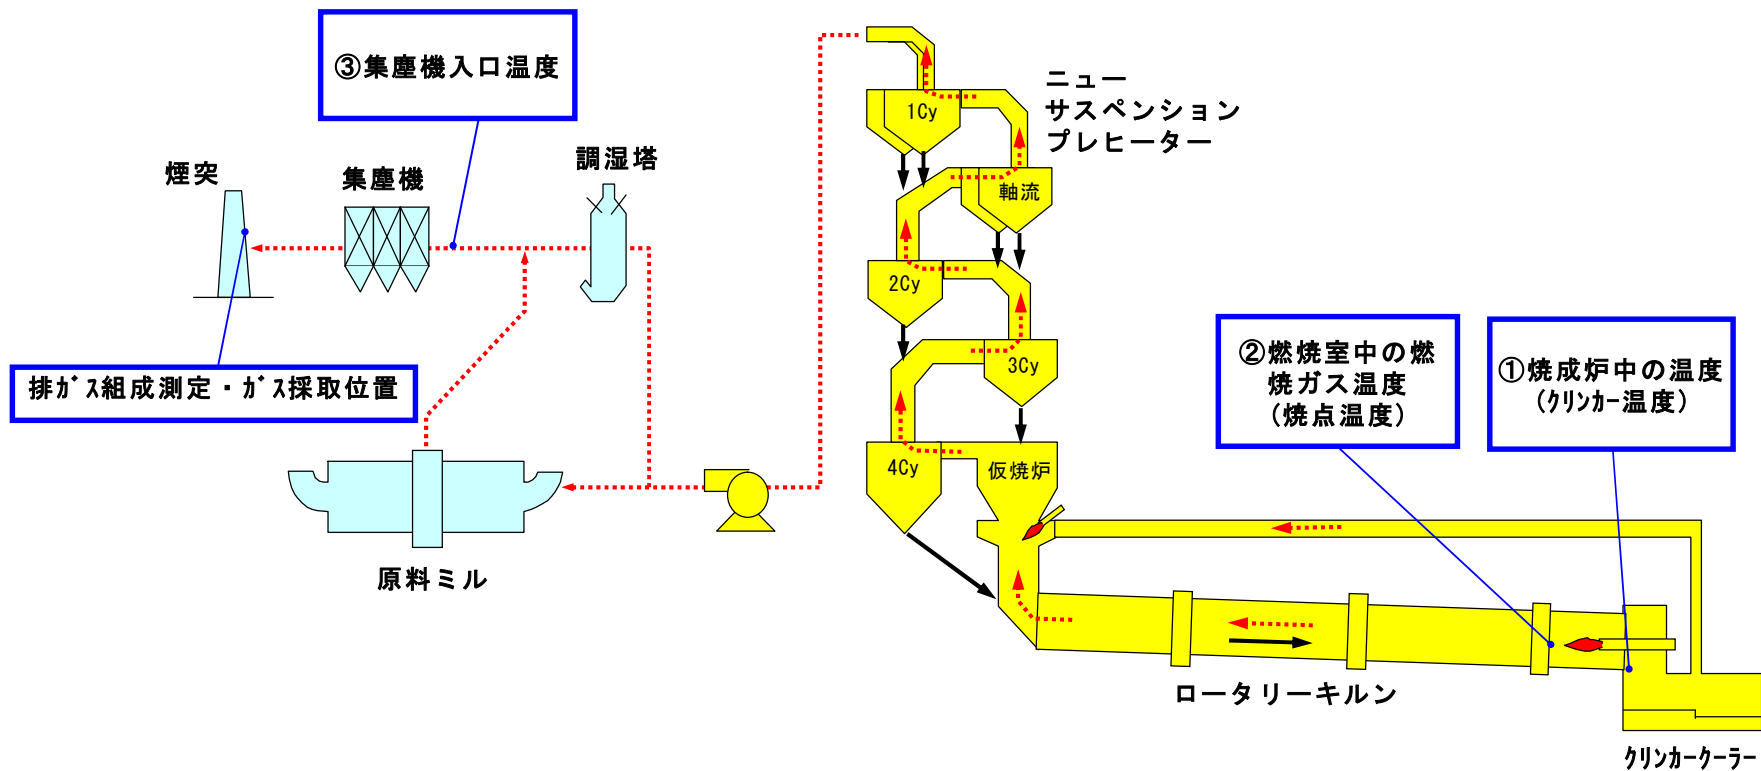 ③集塵機入口温度
煙突
集塵機
調湿塔
排ｶﾞｽ組成測定・ｶﾞｽ採取位置
原料ミル
ニュー
サスペンション
プレヒーター
1Cy
軸流
2Cy
3Cy
4Cy
仮焼炉
②燃焼室中の燃
焼ガス温度
(焼点温度)
①焼成炉中の温度
(ｸﾘﾝｶｰ温度)
ロータリーキルン
ｸﾘﾝｶｰｸｰﾗｰ